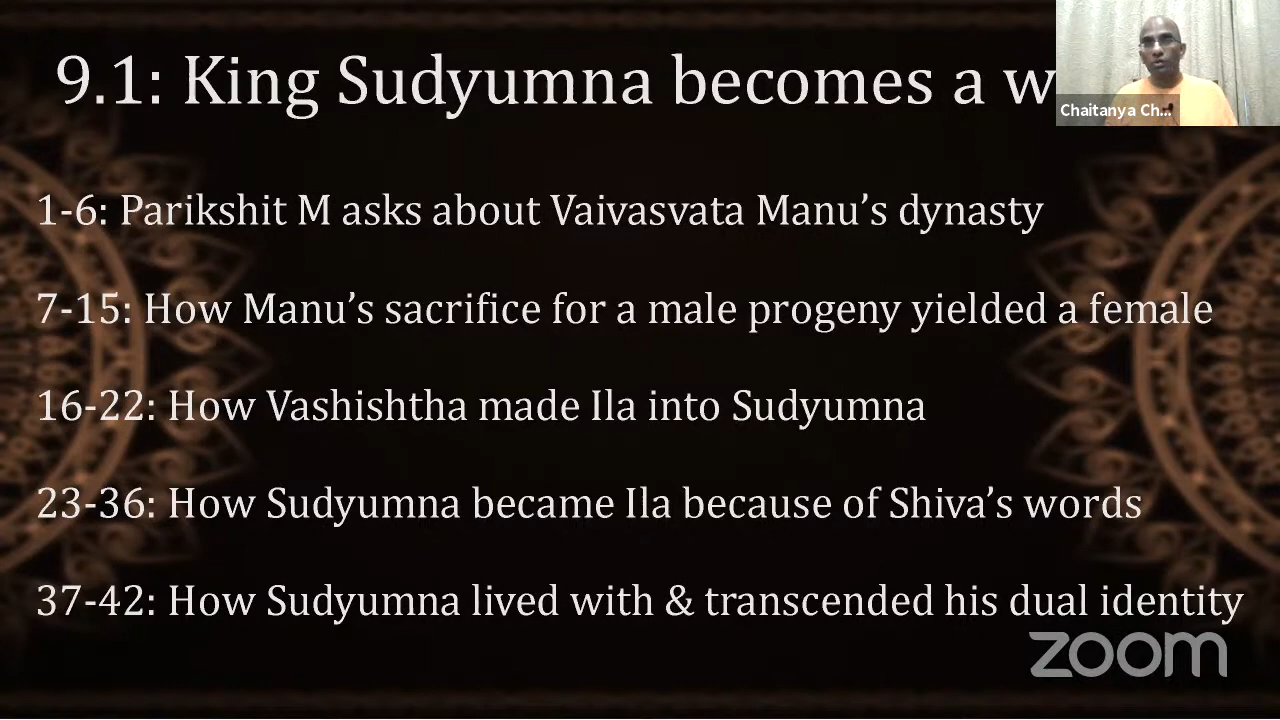 9.1: King Sudyumna becomes a w
Chaitanya Ch...
1-6: Parikshit M asks about Vaivasvata Manu’s dynasty
7-15: How Manu’s sacrifice for a male progeny yielded a female
16-22: How Vashishtha made Ila into Sudyumna
23-36: How Sudyumna became Ila because of Shiva’s words
37-42: How Sudyumna lived with & transcended his dual identity
zoom